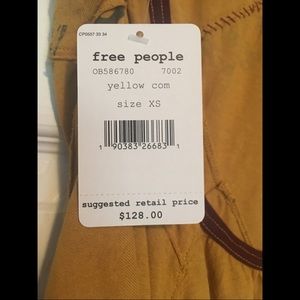 CP0557 33 34
free people
OB586780 7002
yellow com
size XS
1 90383 26683 1
suggested retail price
$128.00